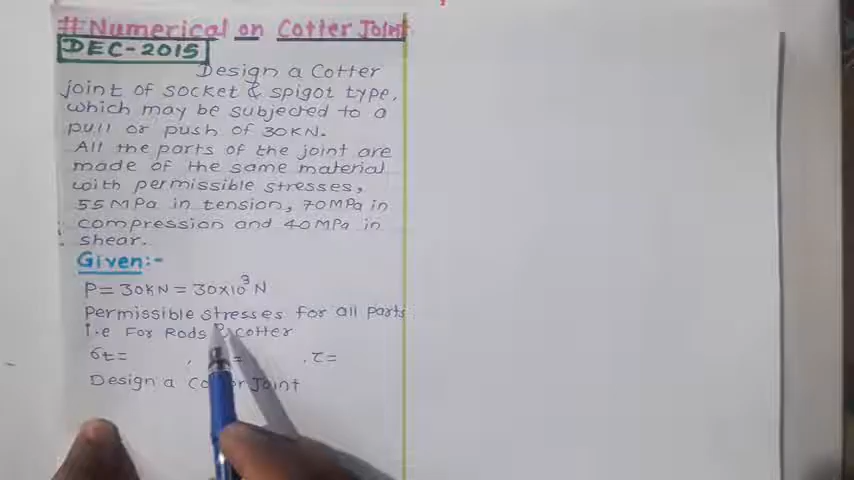 #Numerical on Cotter Joint
DEC-2015
Design a Cotter
joint of socket & spigot type,
which may be subjected to a
pull or push of 30KN.
All the parts of the joint are
made of the same material
with permissible stresses,
55MPa in tension, 70MPa in
compression and 40MPa in
shear.
Given:-
P= 30KN = 30x10³ N
Permissible stresses for all parts
i.e For Rods & cotter
σt= , = , τ=
Design a Joint